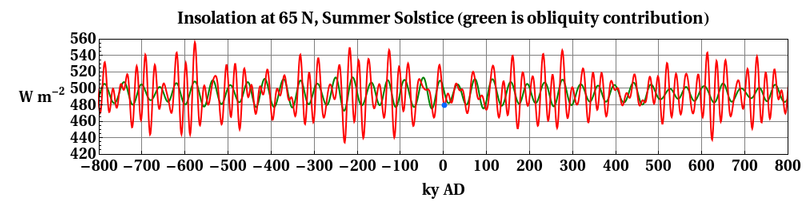 Insolation at 65 N, Summer Solstice (green is obliquity contribution)
560
540
520
500
480
460
440
420
W m−2
−800 −700 −600 −500 −400 −300 −200 −100 0 100 200 300 400 500 600 700 800
ky AD